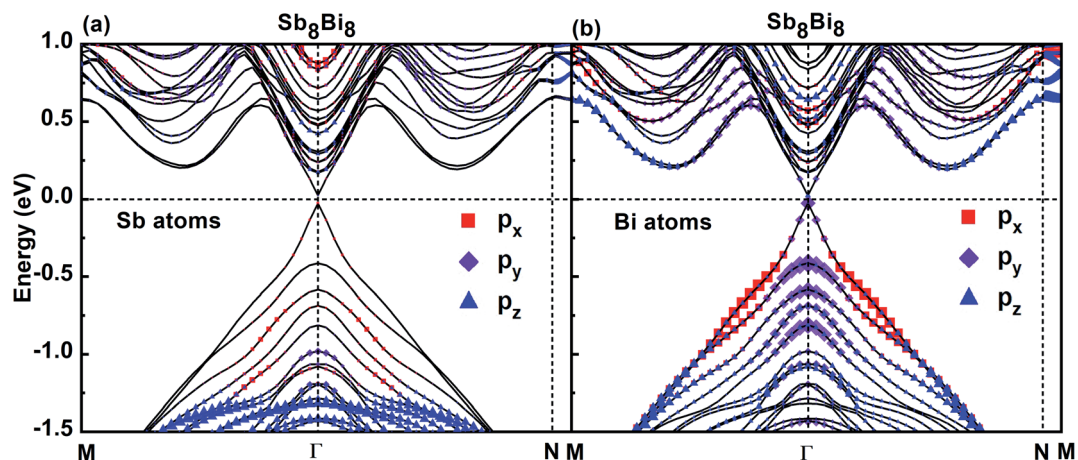 (a)
Sb8Bi8
(b)
Sb8Bi8
Energy (eV)
1.0
0.5
0.0
-0.5
-1.0
-1.5
Sb atoms
px
py
pz
Bi atoms
px
py
pz
M Γ N M Γ N M